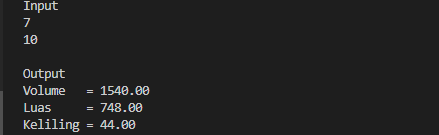 Input
7
10
Output
Volume   = 1540.00
Luas     = 748.00
Keliling = 44.00